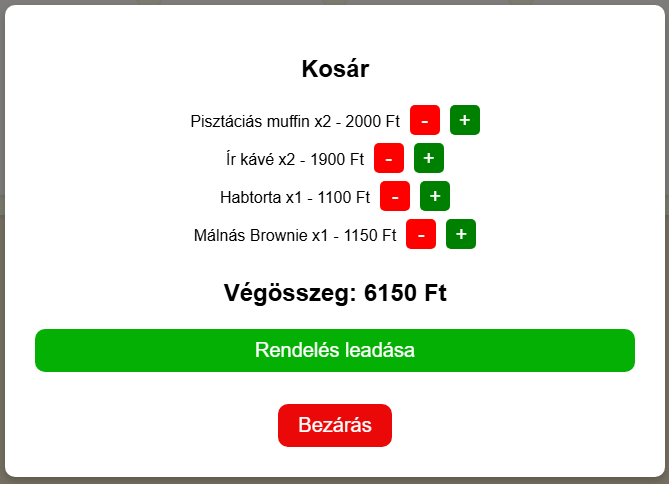 Kosár
Pisztáciás muffin x2 - 2000 Ft - +
Ír kávé x2 - 1900 Ft - +
Habtorta x1 - 1100 Ft - +
Málnás Brownie x1 - 1150 Ft - +
Végösszeg: 6150 Ft
Rendelés leadása
Bezárás